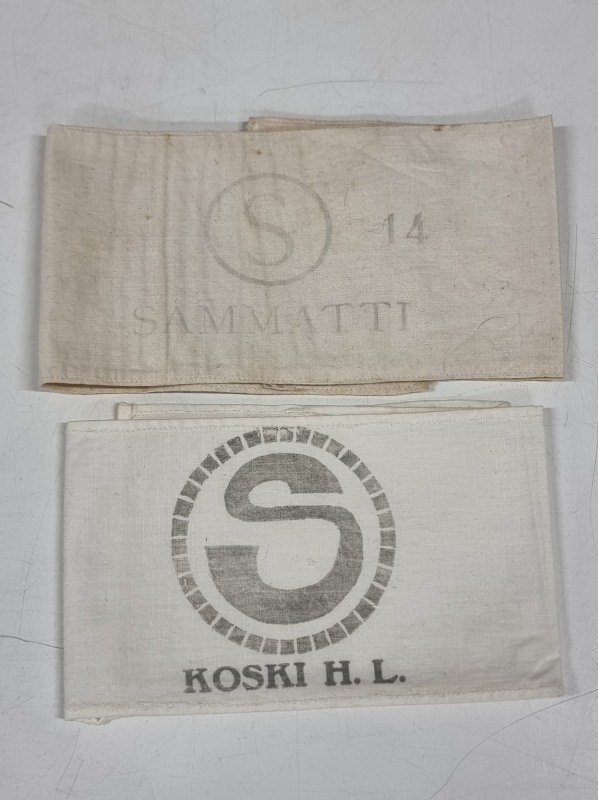 S 14
SAMMATTI
S
KOSKI H. L.